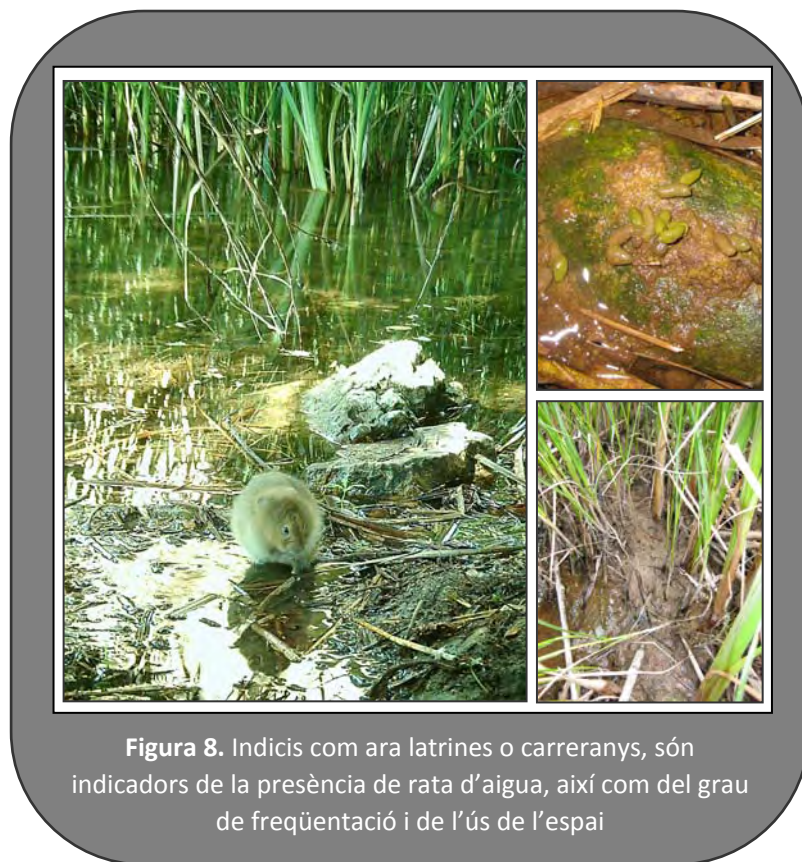 Figura 8. Indicis com ara latrines o carreranys, són
indicadors de la presència de rata d’aigua, així com del grau
de freqüentació i de l’ús de l’espai